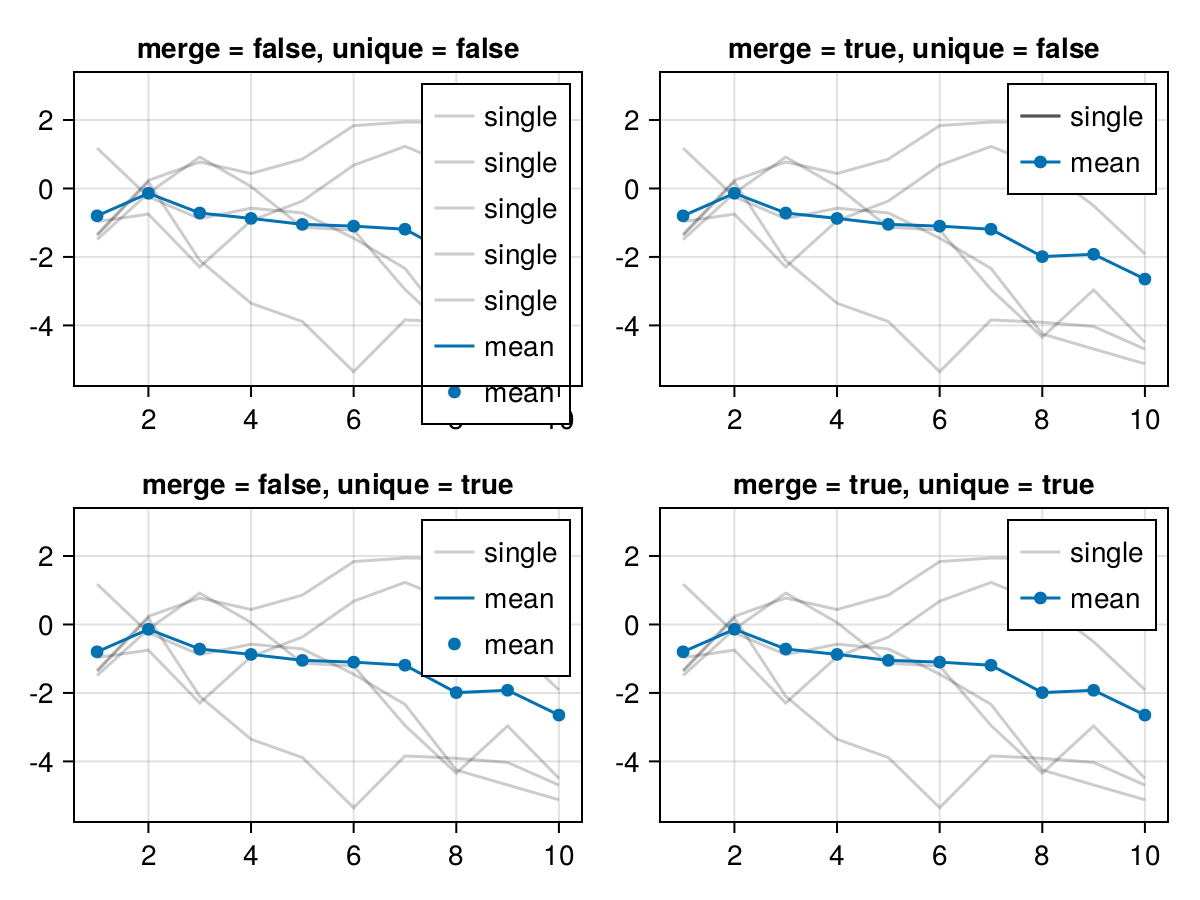 merge = false, unique = false
2
0
-2
-4
single
single
single
single
single
mean
mean
2
4
6
8
10
merge = true, unique = false
2
0
-2
-4
single
mean
2
4
6
8
10
merge = false, unique = true
2
0
-2
-4
single
mean
mean
2
4
6
8
10
merge = true, unique = true
2
0
-2
-4
single
mean
2
4
6
8
10